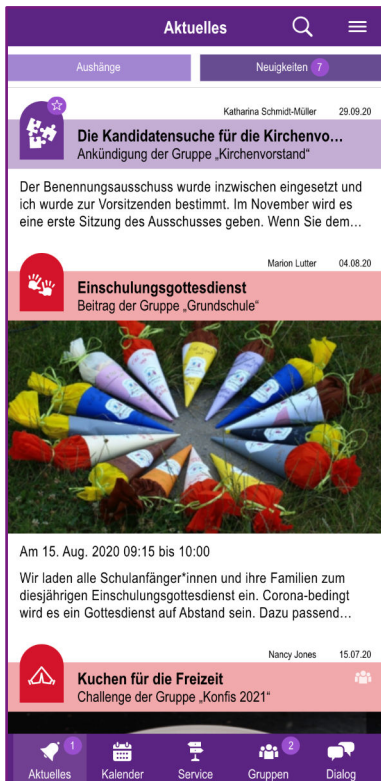 Aktuelles
Aushänge
Neuigkeiten 7
Katharina Schmidt-Müller 29.09.20
Die Kandidatensuche für die Kirchenvo...
Ankündigung der Gruppe „Kirchenvorstand“
Der Benennungsausschuss wurde inzwischen eingesetzt und
ich wurde zur Vorsitzenden bestimmt. Im November wird es
eine erste Sitzung des Ausschusses geben. Wenn Sie dem...
Marion Lutter 04.08.20
Einschulungsgottesdienst
Beitrag der Gruppe „Grundschule“
Am 15. Aug. 2020 09:15 bis 10:00
Wir laden alle Schulanfänger*innen und ihre Familien zum
diesjährigen Einschulungsgottesdienst ein. Corona-bedingt
wird es ein Gottesdienst auf Abstand sein. Dazu passend...
Nancy Jones 15.07.20
Kuchen für die Freizeit
Challenge der Gruppe „Konfis 2021“
1
2
Aktuelles Kalender Service Gruppen Dialog